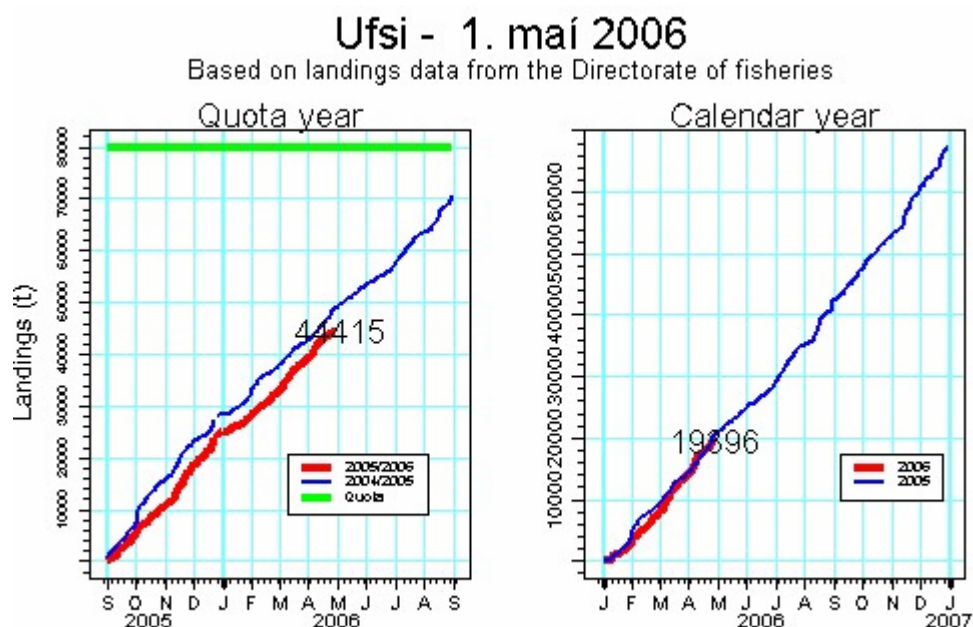 Ufsi - 1. maí 2006
Based on landings data from the Directorate of fisheries
Quota year
Landings (t)
80000
70000
60000
50000
40000
30000
20000
10000
44415
2005/2006
2004/2005
Quota
S O N D J F M A M J J A S
2005 2006
Calendar year
60000
50000
40000
30000
20000
10000
19396
2006
2005
J F M A M J J A S O N D J
2006 2007